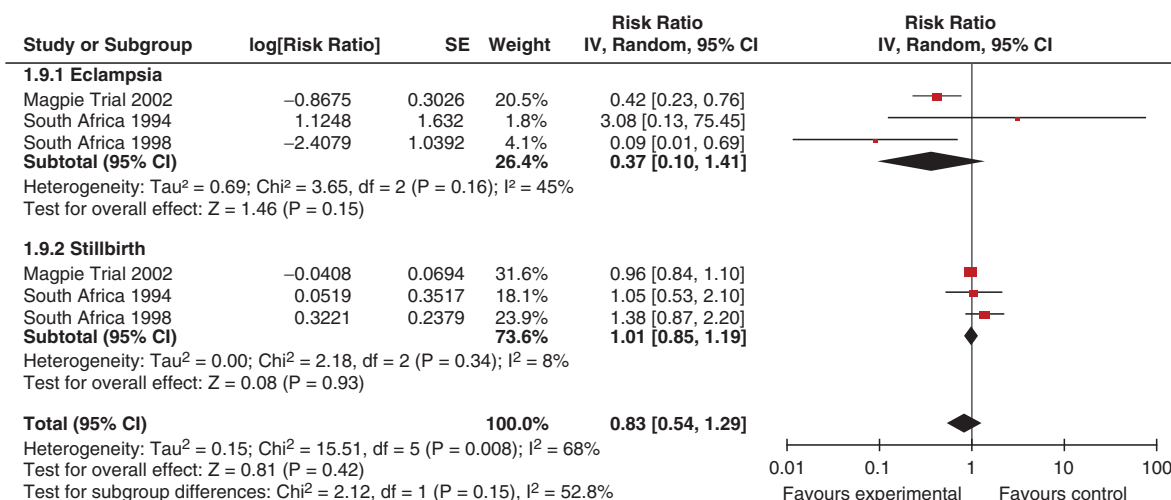 Risk Ratio Risk Ratio
Study or Subgroup log[Risk Ratio] SE Weight IV, Random, 95% CI IV, Random, 95% CI
1.9.1 Eclampsia
Magpie Trial 2002 −0.8675 0.3026 20.5% 0.42 [0.23, 0.76]
South Africa 1994 1.1248 1.632 1.8% 3.08 [0.13, 75.45]
South Africa 1998 −2.4079 1.0392 4.1% 0.09 [0.01, 0.69]
Subtotal (95% CI) 26.4% 0.37 [0.10, 1.41]
Heterogeneity: Tau² = 0.69; Chi² = 3.65, df = 2 (P = 0.16); I² = 45%
Test for overall effect: Z = 1.46 (P = 0.15)
1.9.2 Stillbirth
Magpie Trial 2002 −0.0408 0.0694 31.6% 0.96 [0.84, 1.10]
South Africa 1994 0.0519 0.3517 18.1% 1.05 [0.53, 2.10]
South Africa 1998 0.3221 0.2379 23.9% 1.38 [0.87, 2.20]
Subtotal (95% CI) 73.6% 1.01 [0.85, 1.19]
Heterogeneity: Tau² = 0.00; Chi² = 2.18, df = 2 (P = 0.34); I² = 8%
Test for overall effect: Z = 0.08 (P = 0.93)
Total (95% CI) 100.0% 0.83 [0.54, 1.29]
Heterogeneity: Tau² = 0.15; Chi² = 15.51, df = 5 (P = 0.008); I² = 68%
Test for overall effect: Z = 0.81 (P = 0.42)
Test for subgroup differences: Chi² = 2.12, df = 1 (P = 0.15), I² = 52.8%
0.01 0.1 1 10 100
Favours experimental Favours control